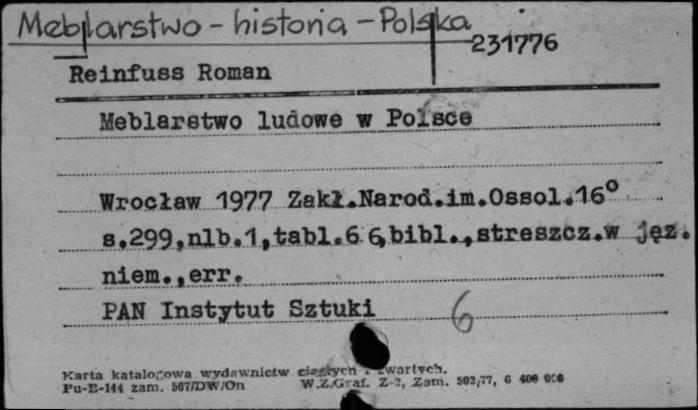 Meblarstwo - historia - Polska
231776
Reinfuss Roman
Meblarstwo ludowe w Polsce
Wrocław 1977 Zakł.Narod.im.Ossol.16°
s.299,nlb.1,tabl.66,bibl.,streszcz.w jęz.
niem.,err.
PAN Instytut Sztuki
6
Karta katalogowa wydawnictw ciągłych i zwartych.
Pu-E-144 zam. 567/DW/On W.Z.Graf. Z-2, Zam. 502/77, 6 400 000